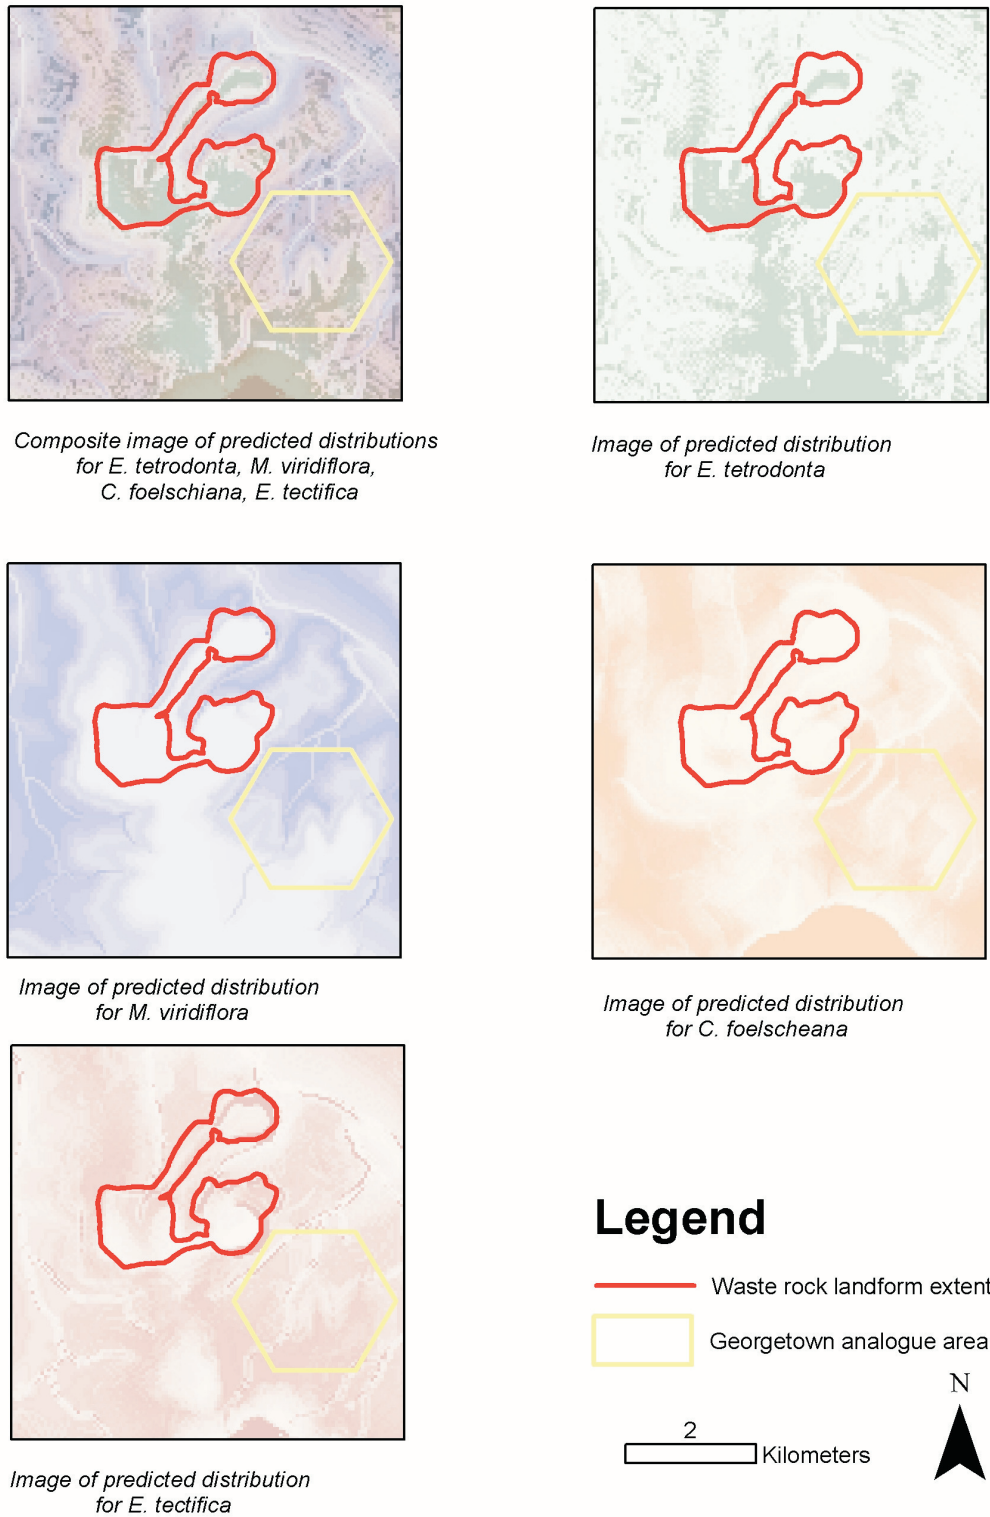 Composite image of predicted distributions
for E. tetrodonta, M. viridiflora,
C. foelschiana, E. tectifica
Image of predicted distribution
for E. tetrodonta
Image of predicted distribution
for M. viridiflora
Image of predicted distribution
for C. foelscheana
Image of predicted distribution
for E. tectifica
Legend
Waste rock landform extent
Georgetown analogue area
N
2
Kilometers